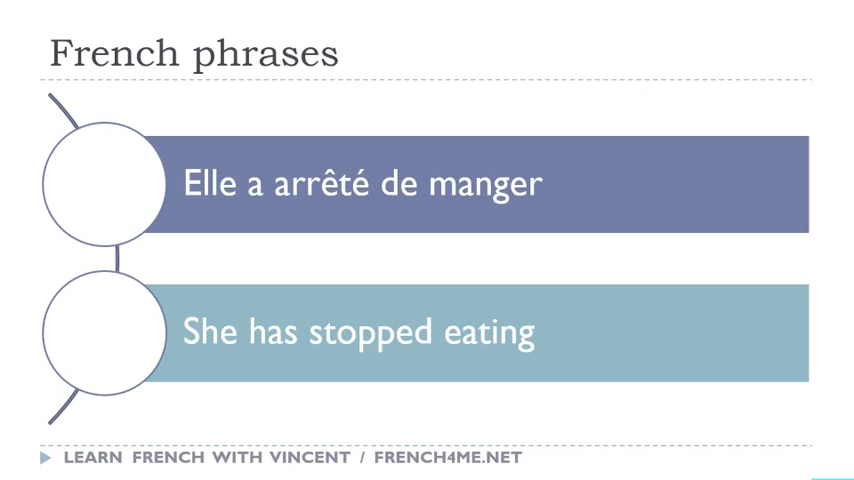 French phrases
Elle a arrêté de manger
She has stopped eating
LEARN FRENCH WITH VINCENT / FRENCH4ME.NET